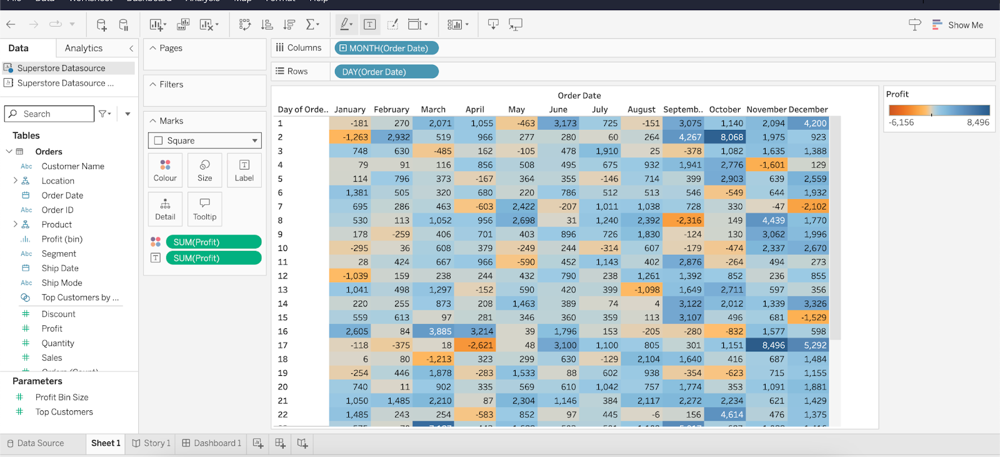 File Data Worksheet Dashboard Analysis Map Format Help
Show Me
Data Analytics
Superstore Datasource
Superstore Datasource ...
Search
Tables
Orders
Abc Customer Name
Location
Order Date
Abc Order ID
Product
Profit (bin)
Abc Segment
Ship Date
Abc Ship Mode
Top Customers by ...
Discount
Profit
Quantity
Sales
Orders (Count)
Parameters
Profit Bin Size
Top Customers
Pages
Filters
Marks
Square
Colour Size Label
Detail Tooltip
SUM(Profit)
SUM(Profit)
Columns MONTH(Order Date)
Rows DAY(Order Date)
Order Date
Day of Orde.. January February March April May June July August Septemb.. October November December
1 -181 270 2,071 1,055 -463 3,173 725 -151 3,075 1,140 2,094 4,200
2 -1,263 2,932 519 966 277 280 60 264 4,267 8,068 1,975 923
3 748 630 -485 162 -105 478 1,910 25 -378 1,082 1,635 1,388
4 79 91 116 856 508 495 675 932 1,941 2,776 -1,601 129
5 114 796 373 -167 364 355 -146 714 399 2,903 639 2,559
6 1,381 505 320 680 220 786 512 513 546 -549 644 1,932
7 695 286 463 -603 2,422 -207 1,011 1,038 728 330 -47 -2,102
8 530 113 1,052 956 2,698 31 1,240 2,392 -2,316 149 4,439 1,770
9 178 -259 406 701 403 896 726 1,830 -124 130 3,062 1,996
10 -295 36 608 379 -249 244 -314 607 -179 -474 2,337 2,670
11 28 424 667 966 -590 452 1,143 402 2,876 -264 494 273
12 -1,039 159 238 244 432 790 238 1,261 1,392 852 236 855
13 1,041 498 1,297 -152 590 420 399 -1,098 1,649 2,711 597 356
14 220 255 873 208 1,463 389 74 4 3,122 2,012 1,339 3,326
15 559 613 97 281 346 360 359 113 3,107 496 681 -1,529
16 2,605 84 3,885 3,214 39 1,796 153 -205 -280 -832 1,577 598
17 -118 -375 18 -2,621 48 3,100 1,100 805 301 1,151 8,496 5,292
18 6 80 -1,213 323 299 630 -129 2,104 1,640 416 687 1,484
19 -254 446 1,878 -283 1,533 88 602 938 -354 -623 715 1,155
20 740 11 902 335 569 610 1,042 757 1,774 353 1,091 1,881
21 1,050 1,485 2,210 87 2,304 1,146 384 2,117 2,272 2,234 621 1,429
22 1,485 243 254 -583 852 97 445 -6 156 4,614 476 1,375
Profit
-6,156 8,496
Data Source Sheet 1 Story 1 Dashboard 1